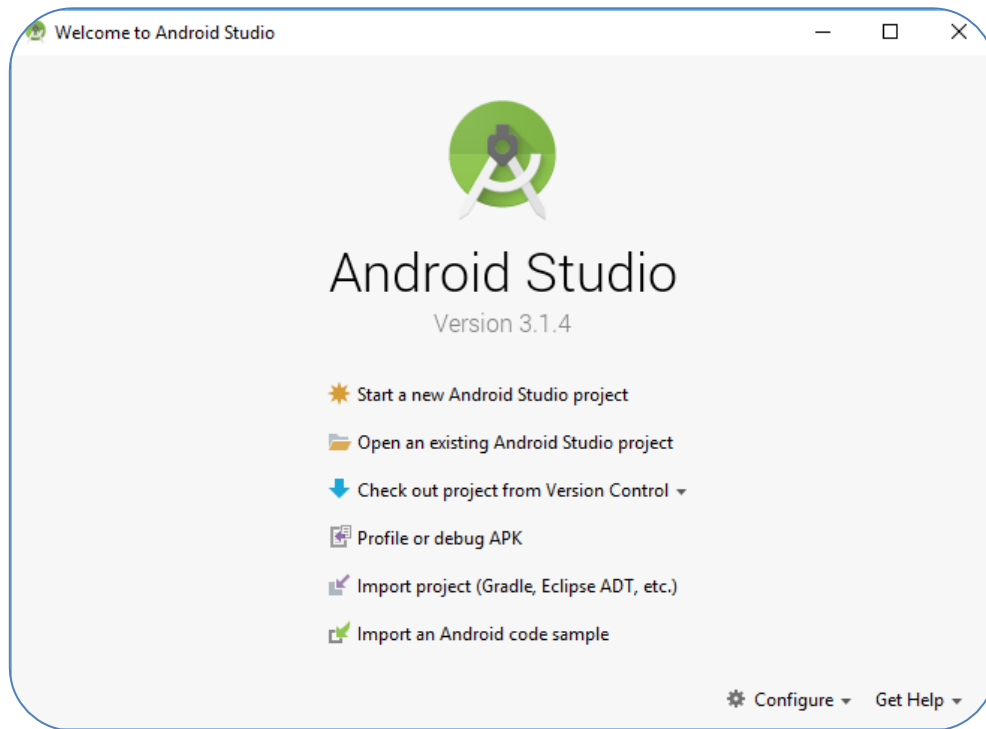 Welcome to Android Studio
Android Studio
Version 3.1.4
Start a new Android Studio project
Open an existing Android Studio project
Check out project from Version Control
Profile or debug APK
Import project (Gradle, Eclipse ADT, etc.)
Import an Android code sample
Configure Get Help